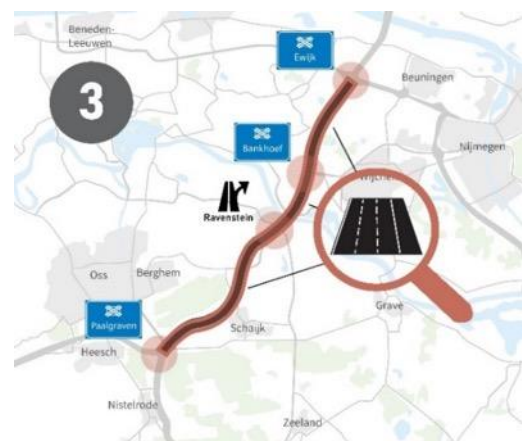 Beneden-
Leeuwen
Ewijk
3
Beuningen
Bankhoef
Nijmegen
Ravenstein
Oss
Berghem
Grave
Paalgraven
Schaijk
Heesch
Nistelrode
Zeeland